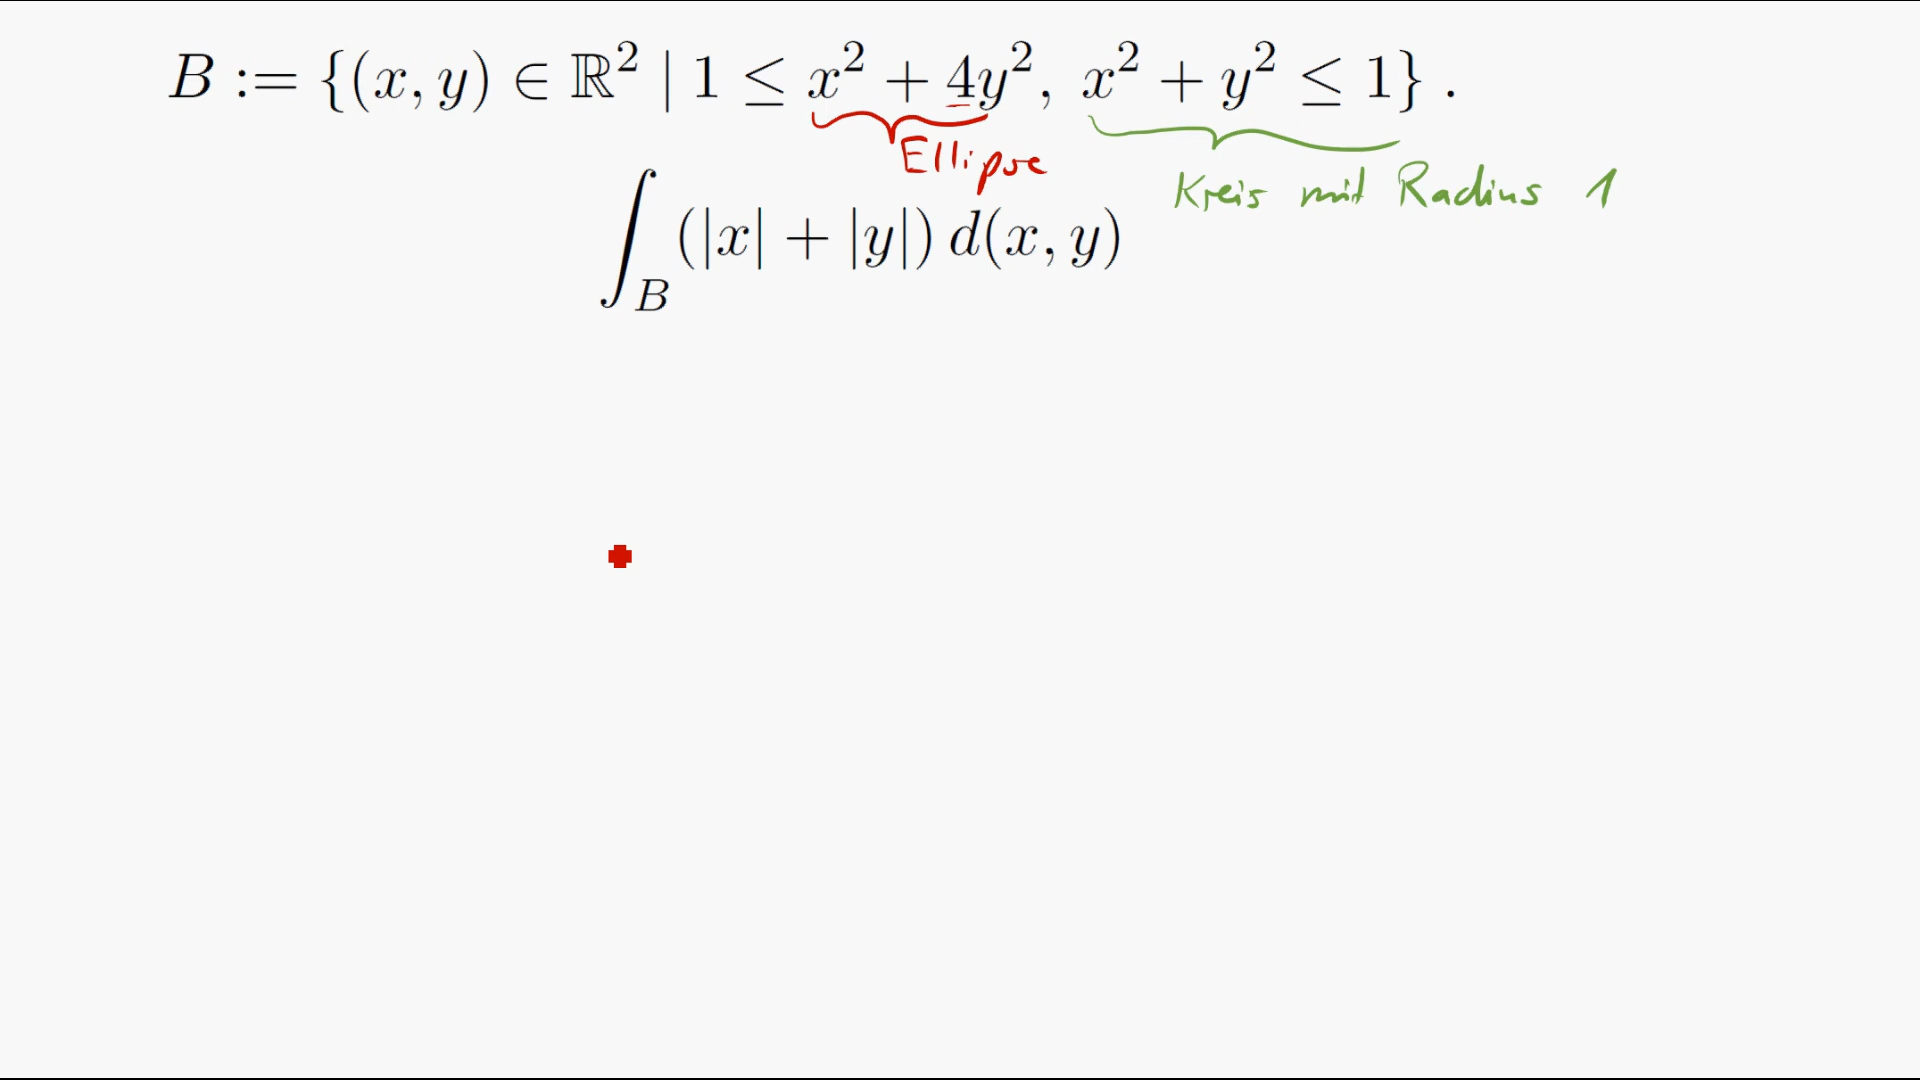 B := {(x, y) ∈ ℝ² | 1 ≤ x² + 4y², x² + y² ≤ 1} .
Ellipse
Kreis mit Radius 1
∫_B (|x| + |y|) d(x, y)